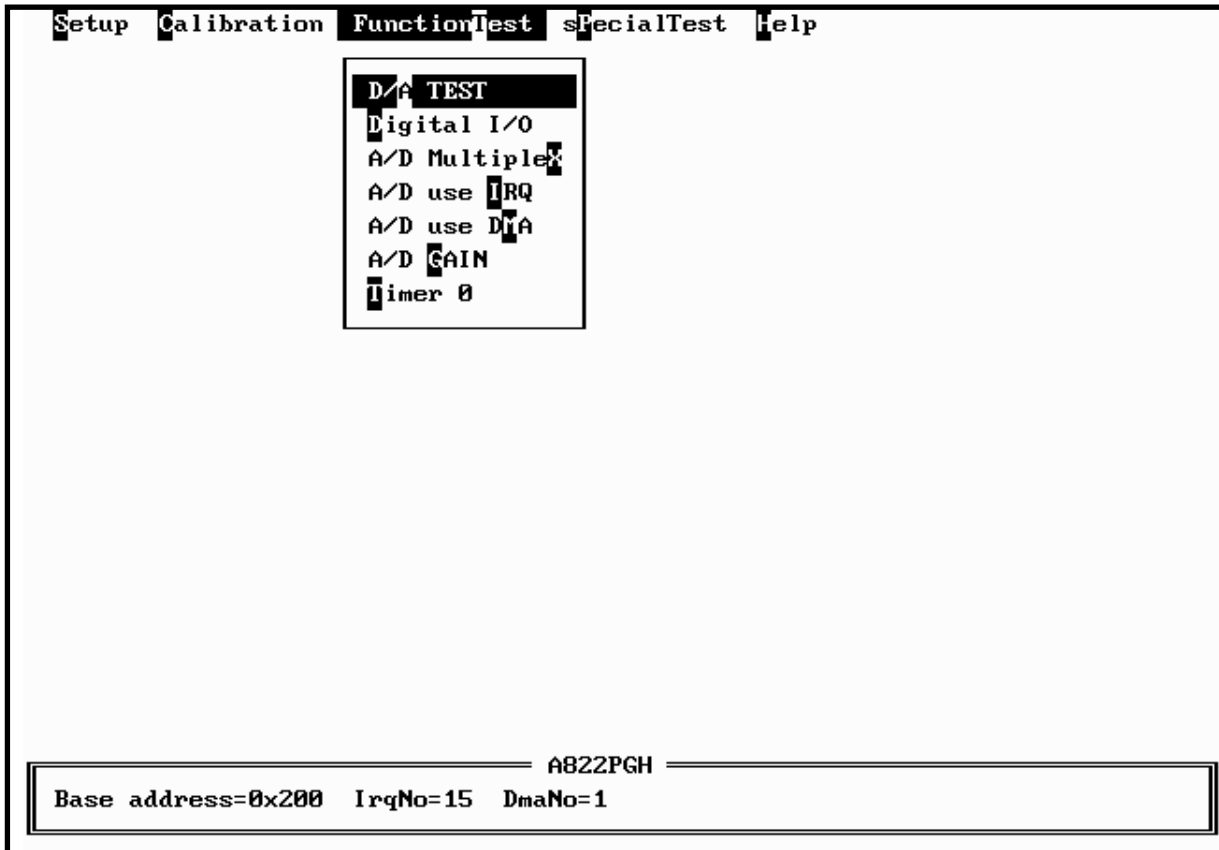 Setup Calibration FunctionTest sPecialTest Help
D/A TEST
Digital I/O
A/D MultipleX
A/D use IRQ
A/D use DMA
A/D GAIN
Timer 0
A822PGH
Base address=0x200 IrqNo=15 DmaNo=1